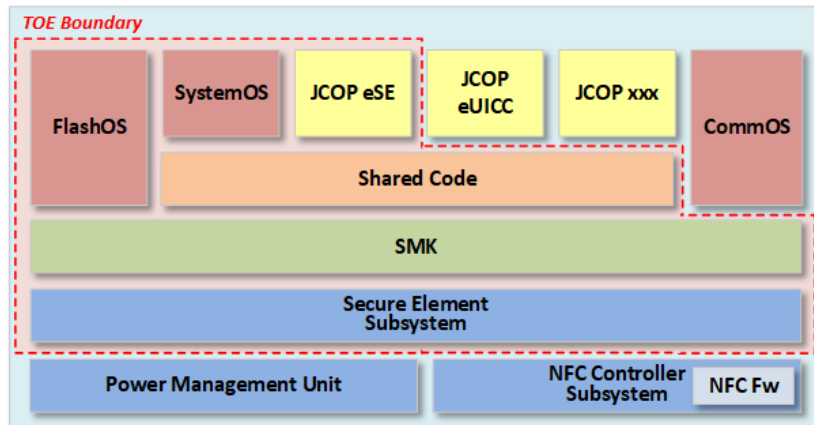 TOE Boundary
FlashOS
SystemOS
JCOP eSE
JCOP
eUICC
JCOP xxx
CommOS
Shared Code
SMK
Secure Element
Subsystem
Power Management Unit
NFC Controller
Subsystem
NFC Fw